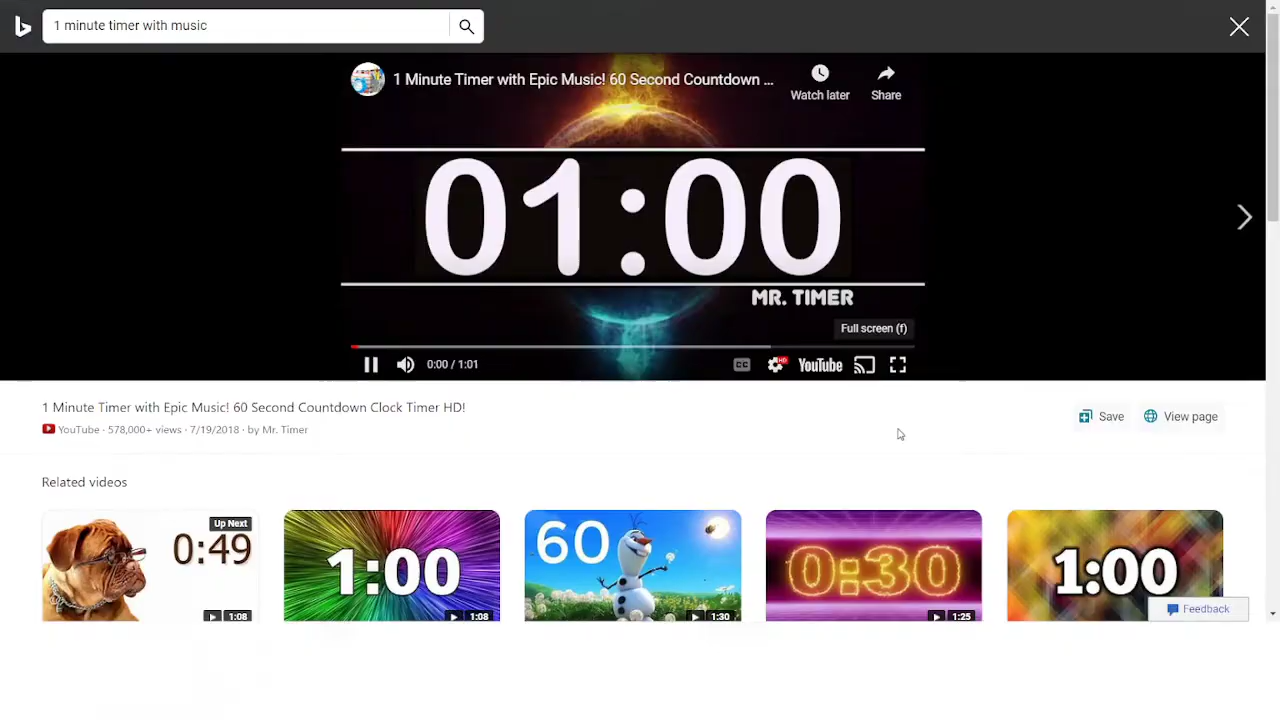 1 minute timer with music
1 Minute Timer with Epic Music! 60 Second Countdown ...
Watch later
Share
01:00
MR. TIMER
Full screen (f)
0:00 / 1:01
CC
HD
YouTube
1 Minute Timer with Epic Music! 60 Second Countdown Clock Timer HD!
YouTube · 578,000+ views · 7/19/2018 · by Mr. Timer
Save
View page
Related videos
Up Next
0:49
1:08
1:00
1:08
60
1:30
0:30
1:25
1:00
Feedback